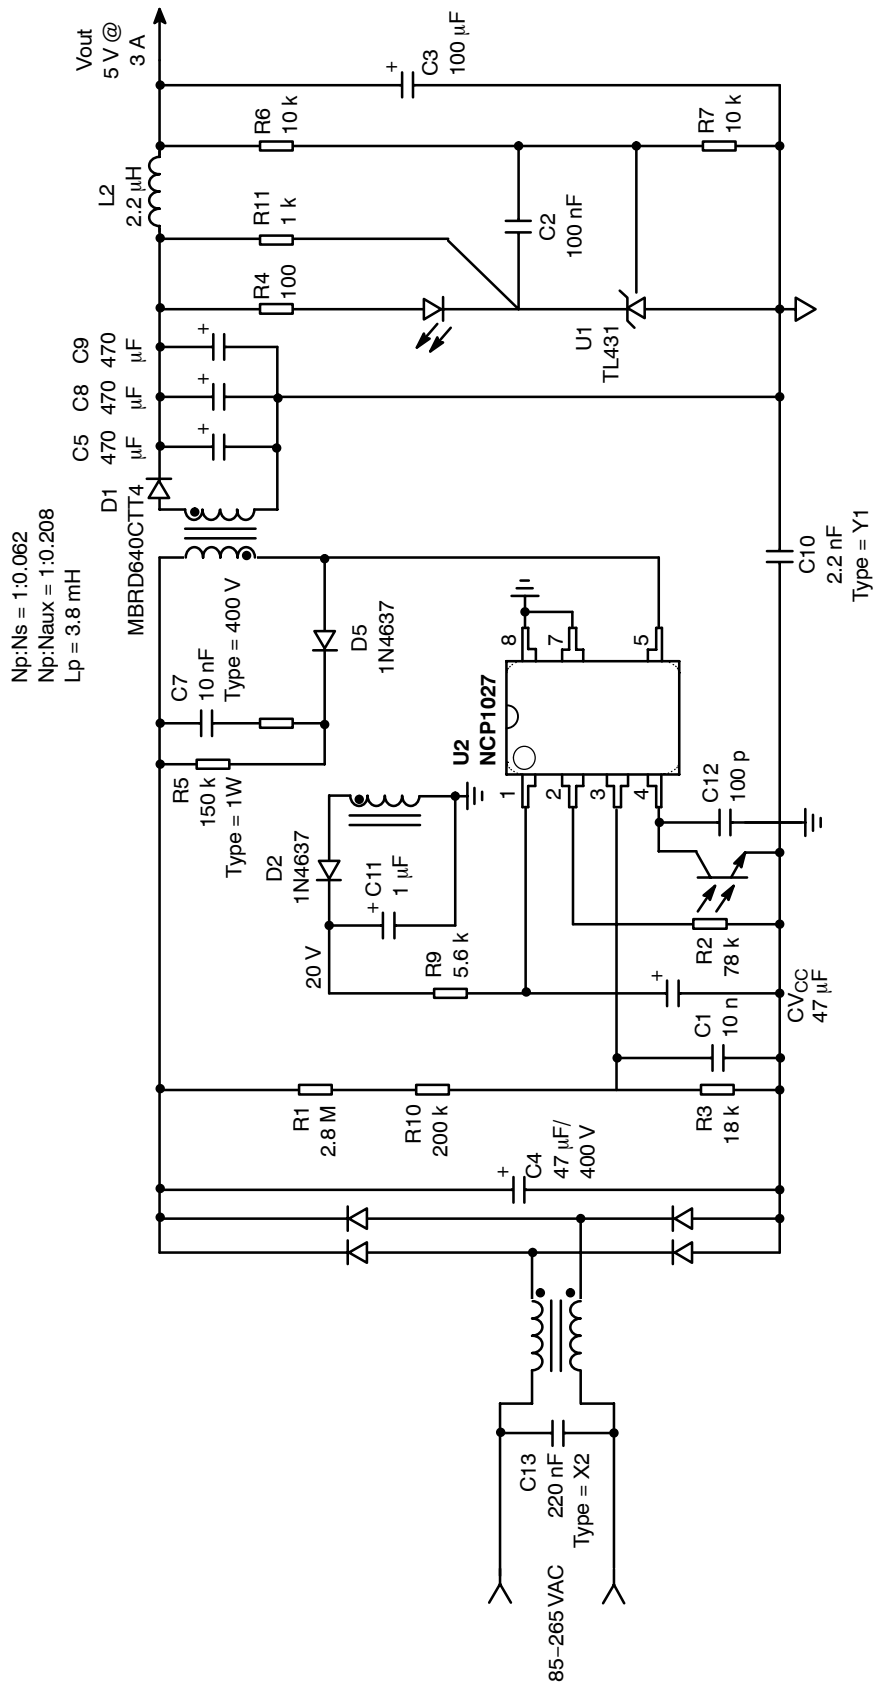 85–265 VAC
C13
220 nF
Type = X2
C4
47 µF/
400 V
R1
2.8 M
R10
200 k
R3
18 k
C1
10 n
CVCC
47 µF
20 V
R9
5.6 k
D2
1N4637
+ C11
1 µF
R2
78 k
R5
150 k
Type = 1W
C7
10 nF
Type = 400 V
D5
1N4637
U2
NCP1027
1
2
3
4
8
7
5
C12
100 p
Np:Ns = 1:0.062
Np:Naux = 1:0.208
Lp = 3.8 mH
D1
MBRD640CTT4
C10
2.2 nF
Type = Y1
C5
470
µF
+
C8
470
µF
+
C9
470
µF
+
R4
100
R11
1 k
L2
2.2 µH
U1
TL431
C2
100 nF
R6
10 k
R7
10 k
+
C3
100 µF
Vout
5 V @
3 A
+
+